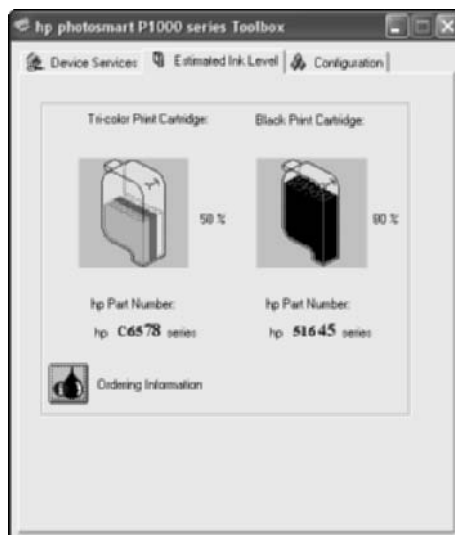 hp photosmart P1000 series Toolbox
Device Services Estimated Ink Level Configuration
Tri-color Print Cartridge: Black Print Cartridge:
50 % 80 %
hp Part Number: hp Part Number:
hp C6578 series hp 51645 series
Ordering Information